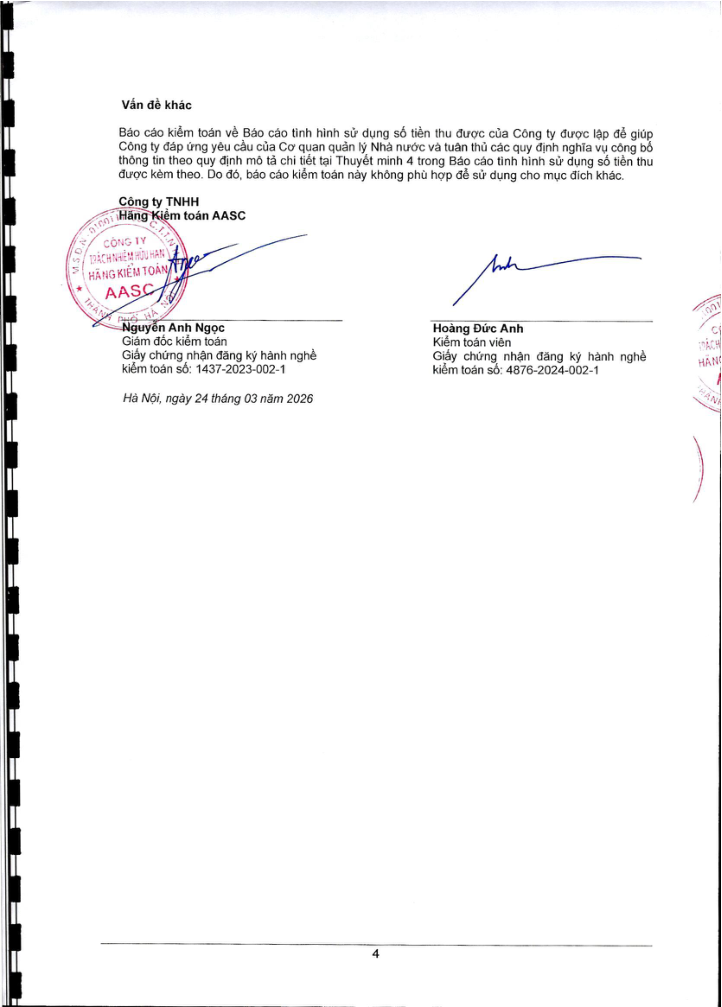 Vấn đề khác
Báo cáo kiểm toán về Báo cáo tình hình sử dụng số tiền thu được của Công ty được lập để giúp
Công ty đáp ứng yêu cầu của Cơ quan quản lý Nhà nước và tuân thủ các quy định nghĩa vụ công bố
thông tin theo quy định mô tả chi tiết tại Thuyết minh 4 trong Báo cáo tình hình sử dụng số tiền thu
được kèm theo. Do đó, báo cáo kiểm toán này không phù hợp để sử dụng cho mục đích khác.
Công ty TNHH
Hãng Kiểm toán AASC
CÔNG TY
TRÁCH NHIỆM HỮU HẠN
HÃNG KIỂM TOÁN
AASC
THÀNH PHỐ HÀ NỘI
Nguyễn Anh Ngọc
Giám đốc kiểm toán
Giấy chứng nhận đăng ký hành nghề
kiểm toán số: 1437-2023-002-1
Hoàng Đức Anh
Kiểm toán viên
Giấy chứng nhận đăng ký hành nghề
kiểm toán số: 4876-2024-002-1
Hà Nội, ngày 24 tháng 03 năm 2026
4